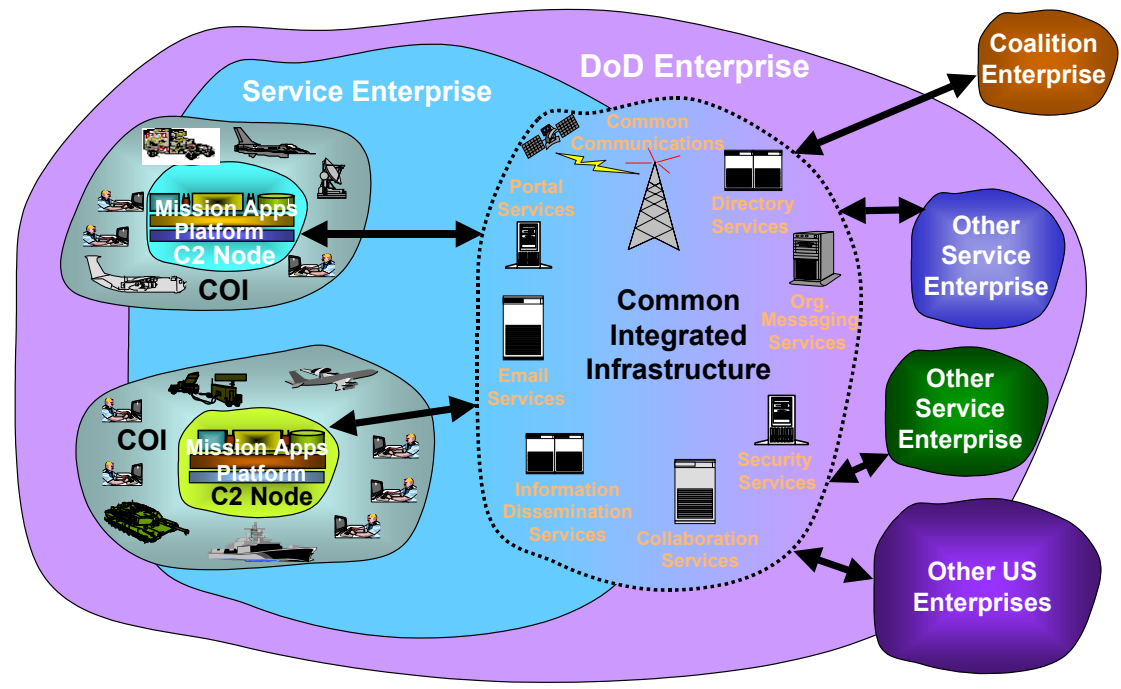 DoD Enterprise
Service Enterprise
Coalition
Enterprise
Common
Communications
Portal
Services
Directory
Services
Mission Apps
Platform
C2 Node
COI
Other
Service
Enterprise
Common
Integrated
Infrastructure
Org.
Messaging
Services
Email
Services
Other
Service
Enterprise
COI
Mission Apps
Platform
C2 Node
Security
Services
Information
Dissemination
Services
Collaboration
Services
Other US
Enterprises